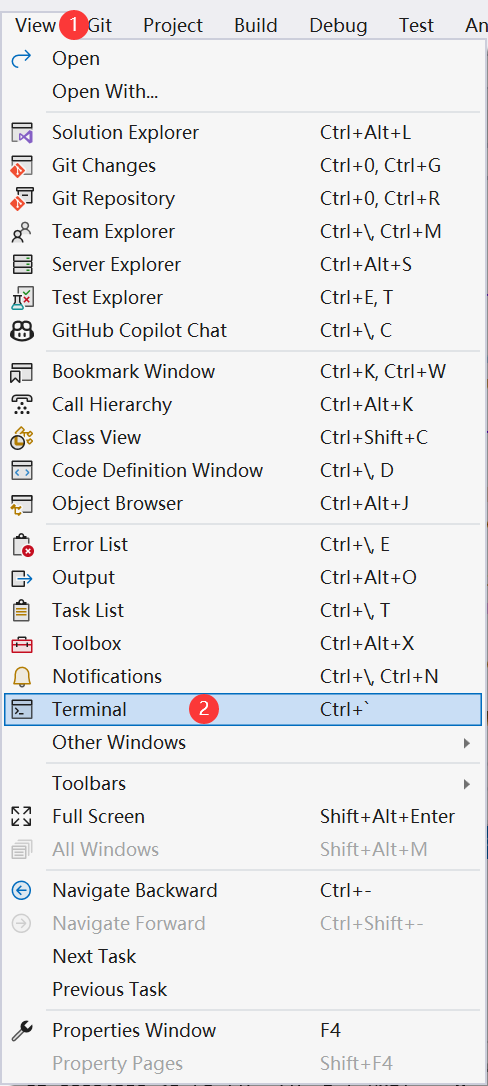 View 1 Git Project Build Debug Test An
Open
Open With...
Solution Explorer Ctrl+Alt+L
Git Changes Ctrl+0, Ctrl+G
Git Repository Ctrl+0, Ctrl+R
Team Explorer Ctrl+\, Ctrl+M
Server Explorer Ctrl+Alt+S
Test Explorer Ctrl+E, T
GitHub Copilot Chat Ctrl+\, C
Bookmark Window Ctrl+K, Ctrl+W
Call Hierarchy Ctrl+Alt+K
Class View Ctrl+Shift+C
Code Definition Window Ctrl+\, D
Object Browser Ctrl+Alt+J
Error List Ctrl+\, E
Output Ctrl+Alt+O
Task List Ctrl+\, T
Toolbox Ctrl+Alt+X
Notifications Ctrl+\, Ctrl+N
Terminal 2 Ctrl+`
Other Windows
Toolbars
Full Screen Shift+Alt+Enter
All Windows Shift+Alt+M
Navigate Backward Ctrl+-
Navigate Forward Ctrl+Shift+-
Next Task
Previous Task
Properties Window F4
Property Pages Shift+F4